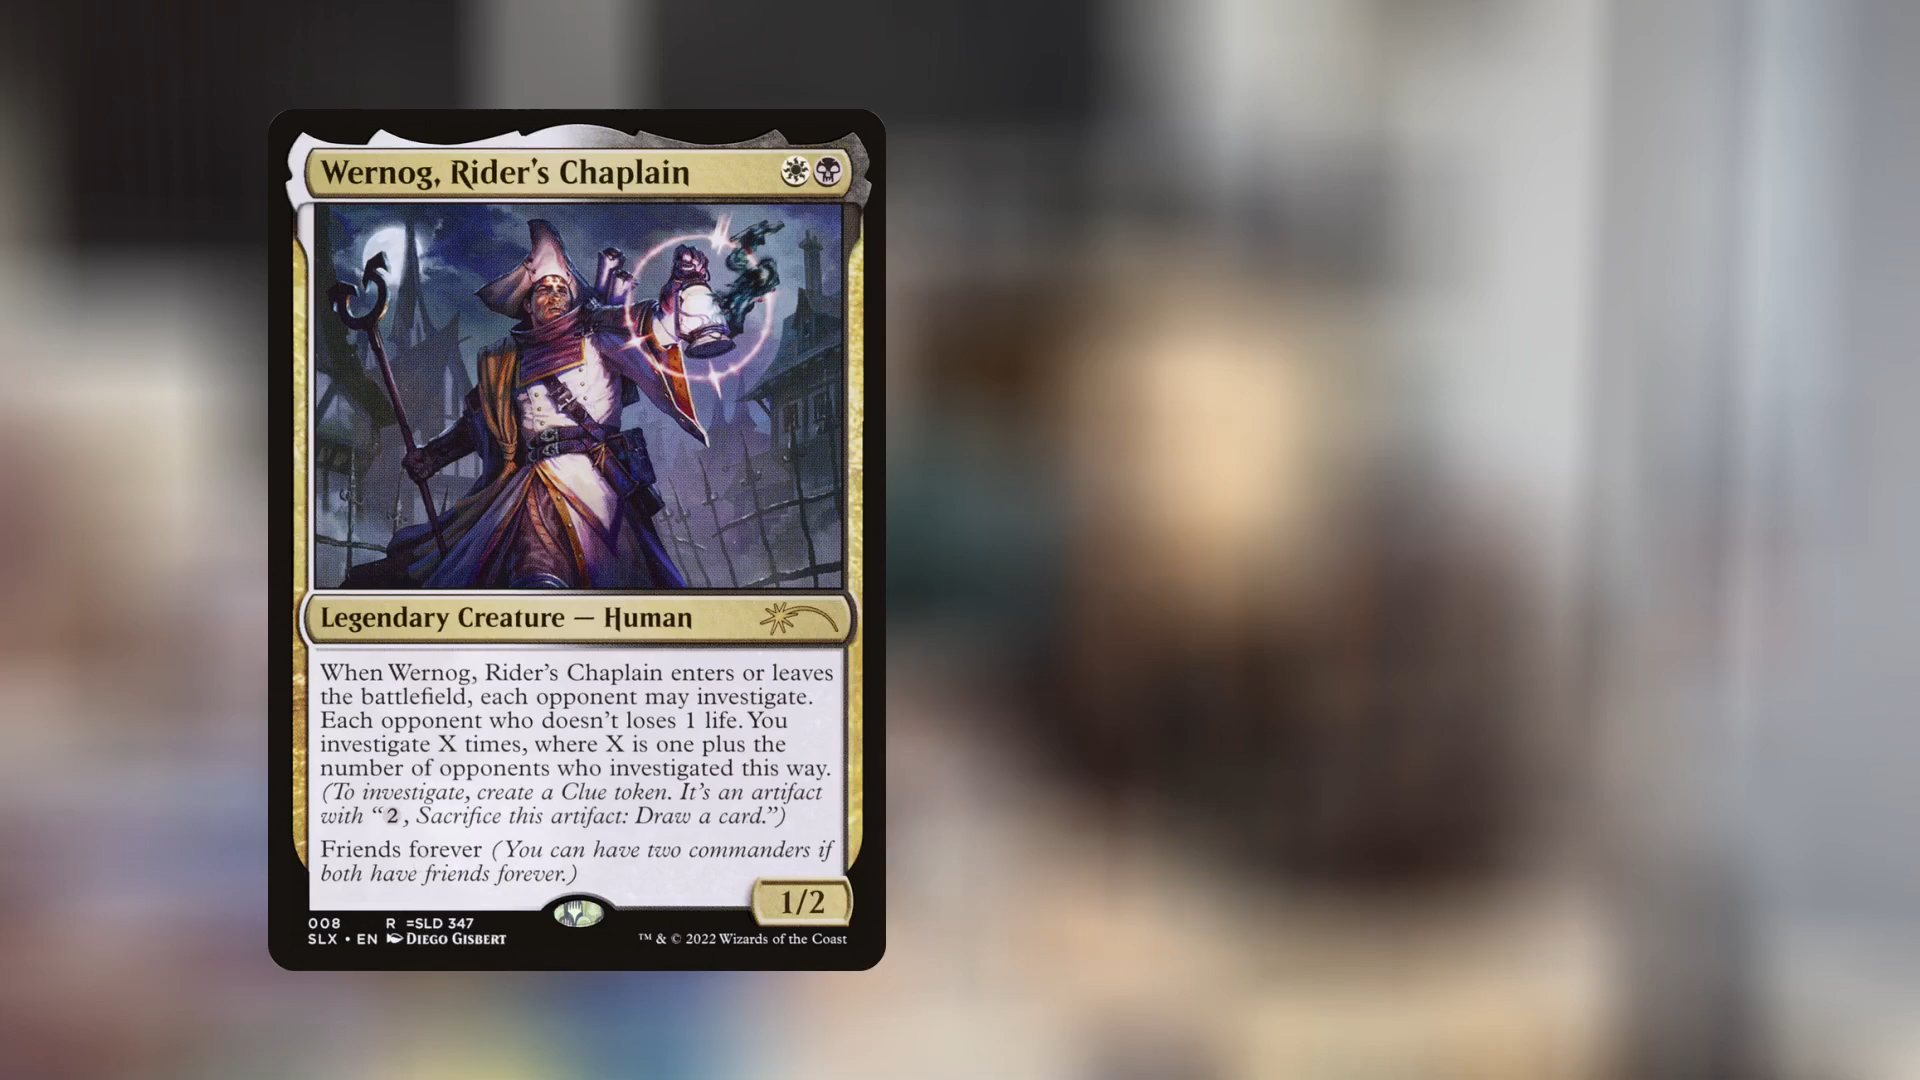 Wernog, Rider's Chaplain
Legendary Creature — Human
When Wernog, Rider's Chaplain enters or leaves
the battlefield, each opponent may investigate.
Each opponent who doesn't loses 1 life. You
investigate X times, where X is one plus the
number of opponents who investigated this way.
(To investigate, create a Clue token. It's an artifact
with “2, Sacrifice this artifact: Draw a card.”)
Friends forever (You can have two commanders if
both have friends forever.)
1/2
008 R =SLD 347
SLX • EN Diego Gisbert
™ & © 2022 Wizards of the Coast